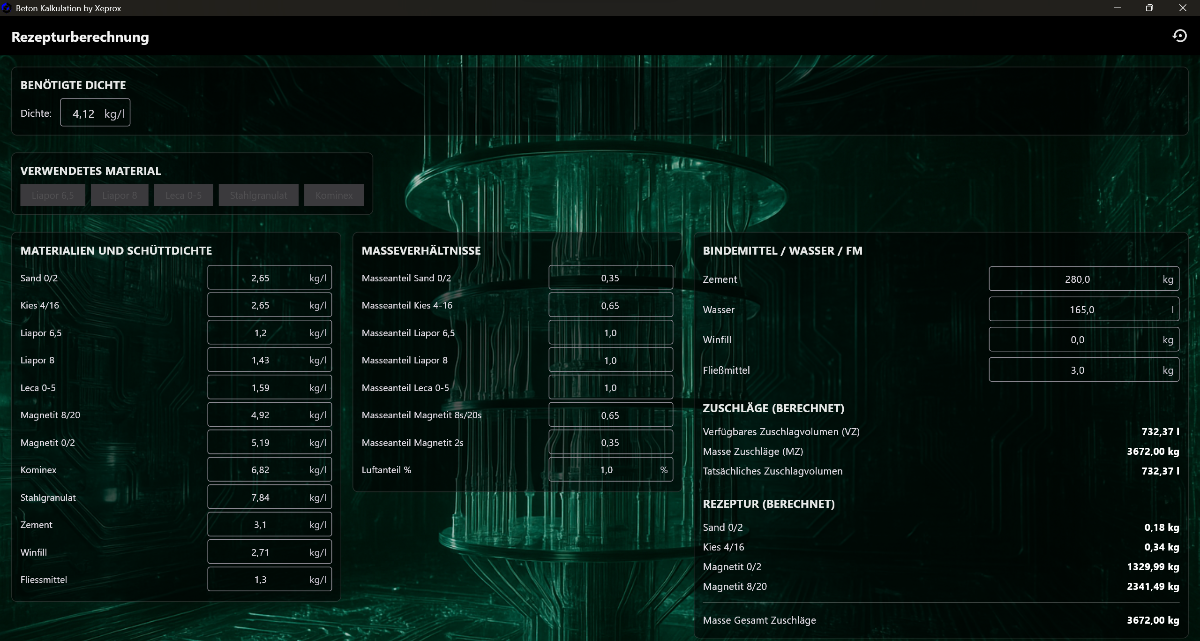 Beton Kalkulation by Xeprox
Rezepturberechnung
BENÖTIGTE DICHTE
Dichte: 4,12 kg/l
VERWENDETES MATERIAL
Liapor 6,5 Liapor 8 Leca 0-5 Stahlgranulat Kominex
MATERIALIEN UND SCHÜTTDICHTE
Sand 0/2 2,65 kg/l
Kies 4/16 2,65 kg/l
Liapor 6,5 1,2 kg/l
Liapor 8 1,43 kg/l
Leca 0-5 1,59 kg/l
Magnetit 8/20 4,92 kg/l
Magnetit 0/2 5,19 kg/l
Kominex 6,82 kg/l
Stahlgranulat 7,84 kg/l
Zement 3,1 kg/l
Winfill 2,71 kg/l
Fliessmittel 1,3 kg/l
MASSEVERHÄLTNISSE
Masseanteil Sand 0/2 0,35
Masseanteil Kies 4-16 0,65
Masseanteil Liapor 6,5 1,0
Masseanteil Liapor 8 1,0
Masseanteil Leca 0-5 1,0
Masseanteil Magnetit 8s/20s 0,65
Masseanteil Magnetit 2s 0,35
Luftanteil % 1,0 %
BINDEMITTEL / WASSER / FM
Zement 280,0 kg
Wasser 165,0 l
Winfill 0,0 kg
Fließmittel 3,0 kg
ZUSCHLÄGE (BERECHNET)
Verfügbares Zuschlagvolumen (VZ) 732,37 l
Masse Zuschläge (MZ) 3672,00 kg
Tatsächliches Zuschlagvolumen 732,37 l
REZEPTUR (BERECHNET)
Sand 0/2 0,18 kg
Kies 4/16 0,34 kg
Magnetit 0/2 1329,99 kg
Magnetit 8/20 2341,49 kg
Masse Gesamt Zuschläge 3672,00 kg